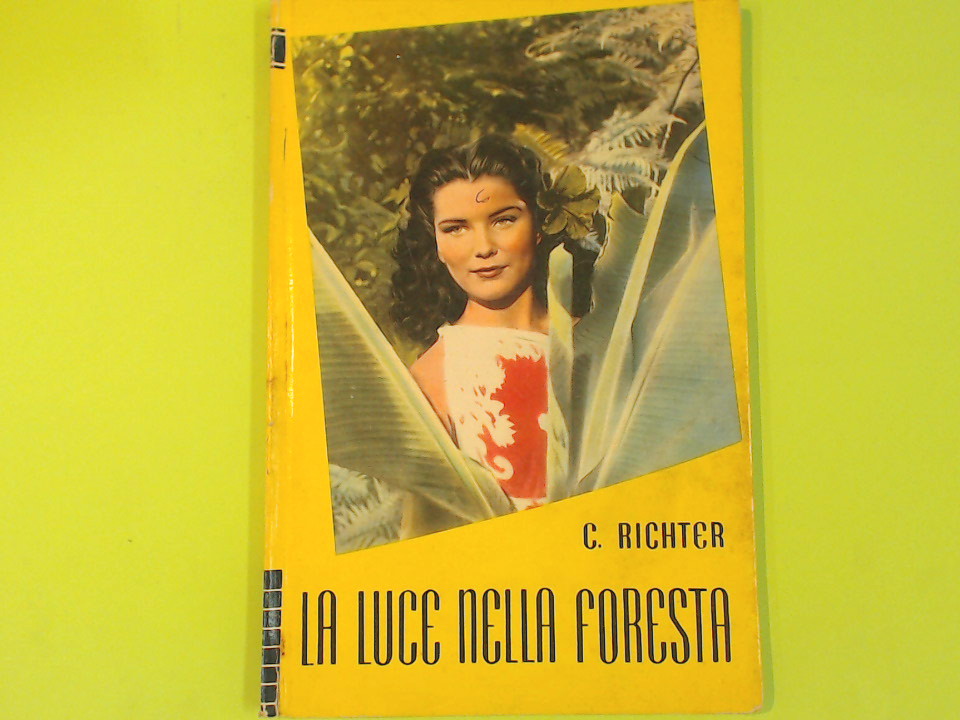 C. RICHTER
LA LUCE NELLA FORESTA